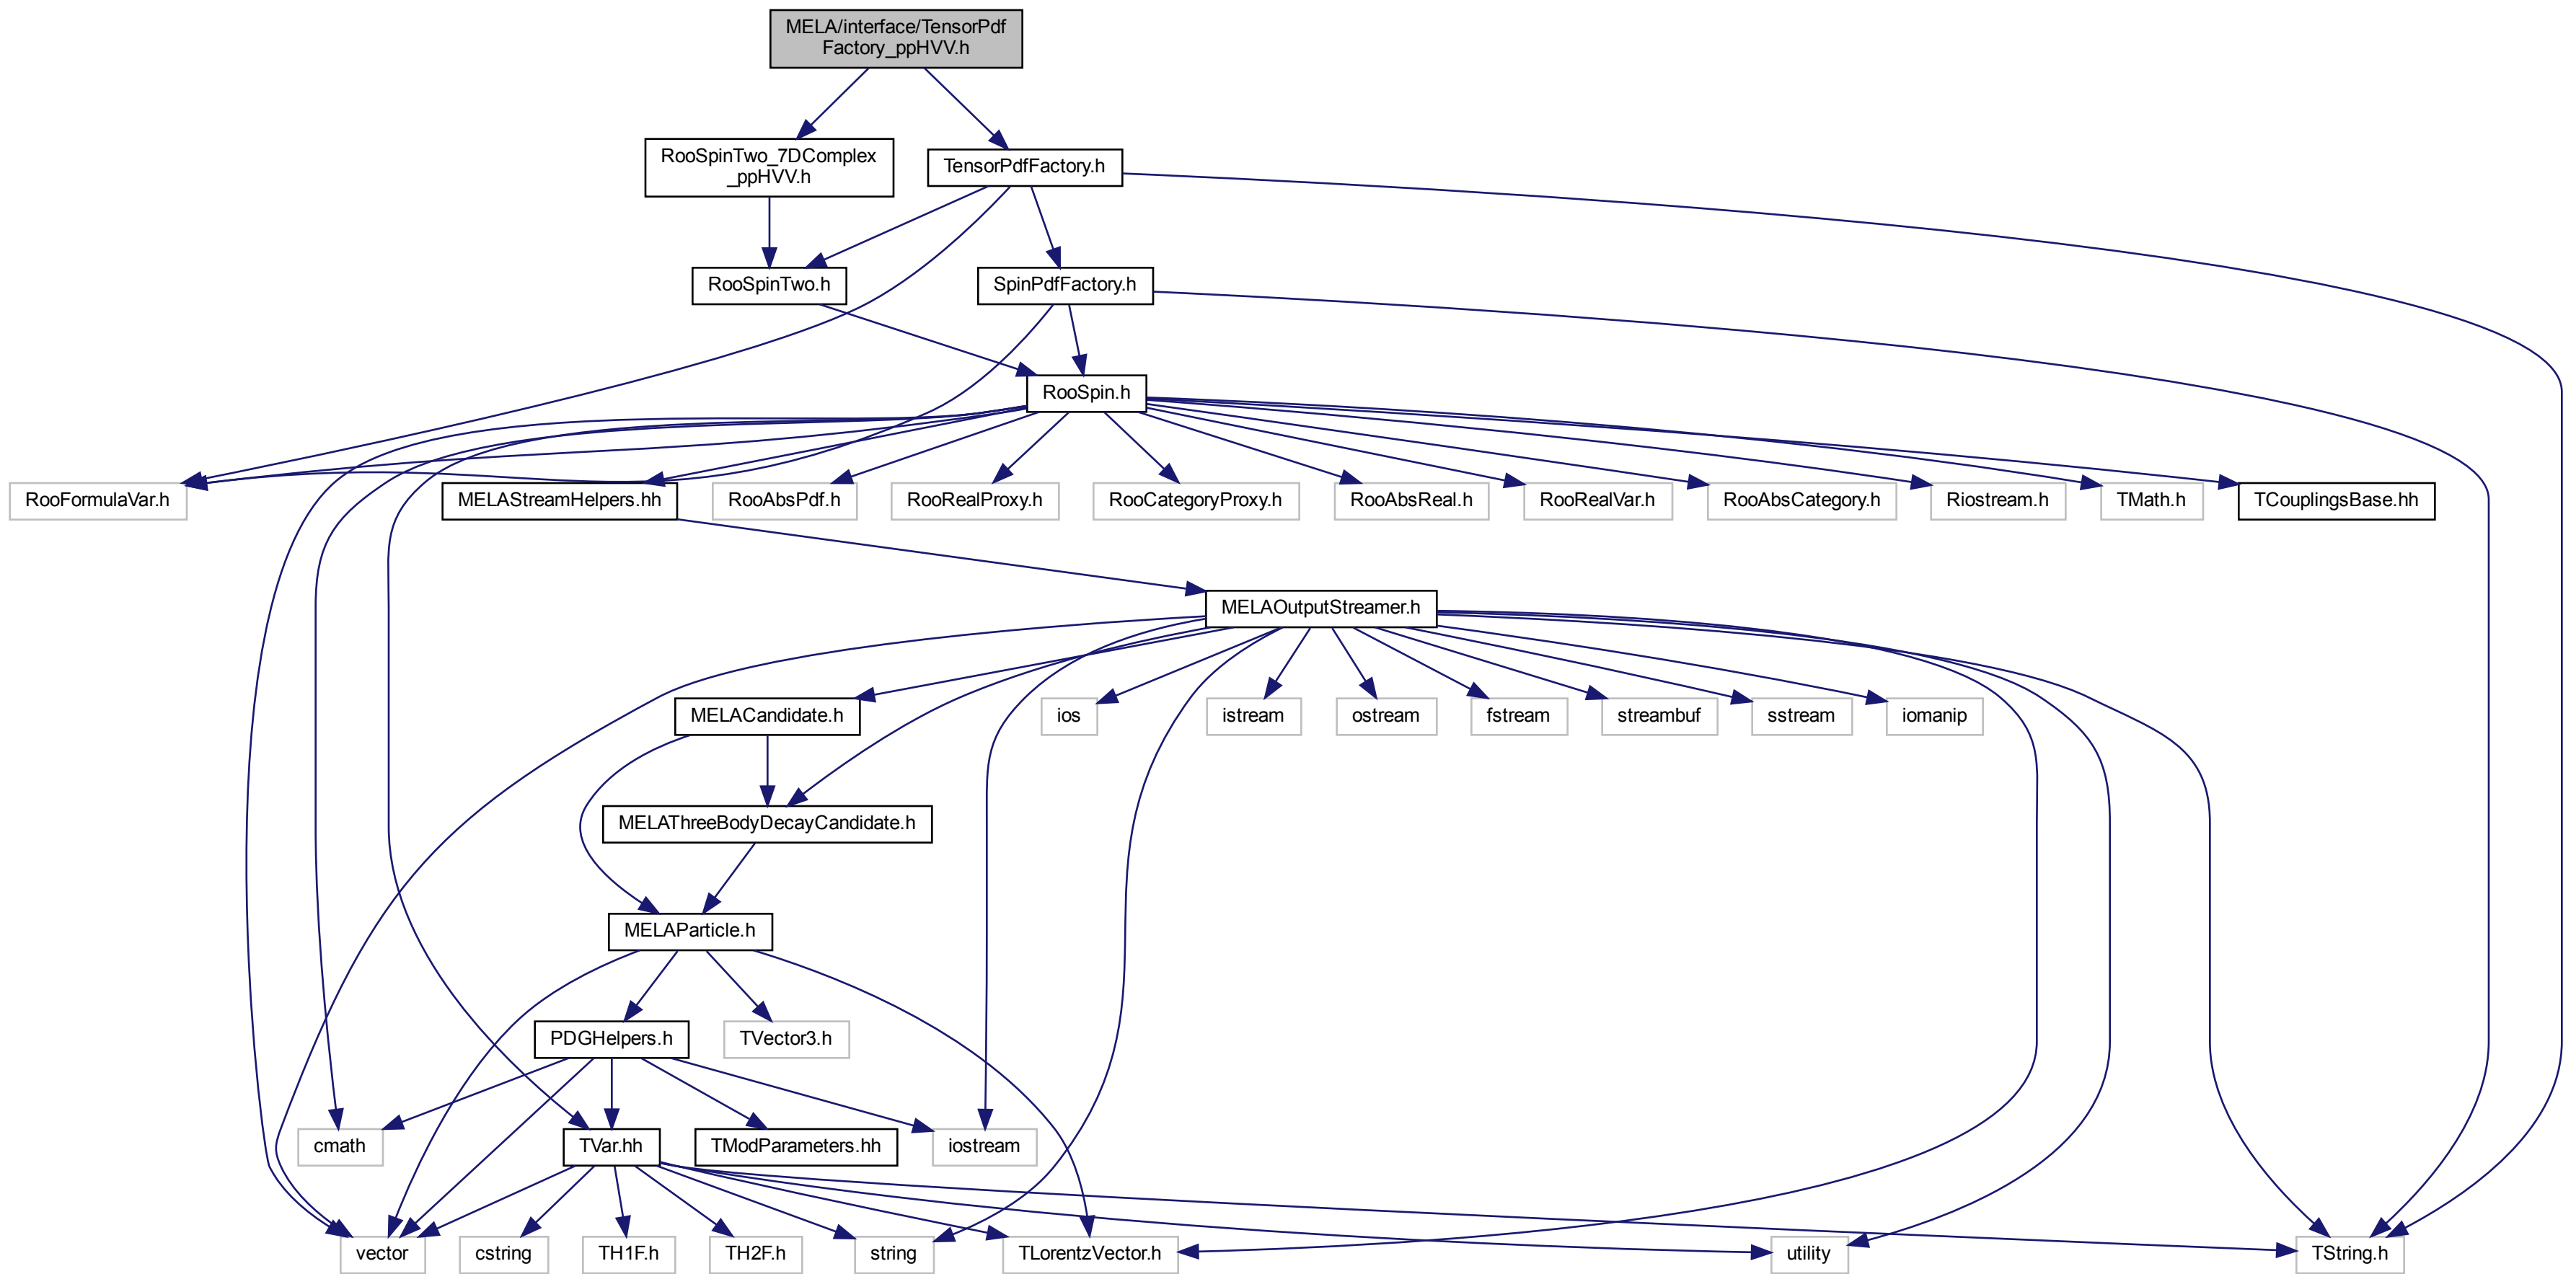 MELA/interface/TensorPdf
Factory_ppHVV.h
RooSpinTwo_7DComplex
_ppHVV.h
TensorPdfFactory.h
RooSpinTwo.h
SpinPdfFactory.h
RooSpin.h
RooFormulaVar.h
MELAStreamHelpers.hh
RooAbsPdf.h
RooRealProxy.h
RooCategoryProxy.h
RooAbsReal.h
RooRealVar.h
RooAbsCategory.h
Riostream.h
TMath.h
TCouplingsBase.hh
MELAOutputStreamer.h
MELACandidate.h
ios
istream
ostream
fstream
streambuf
sstream
iomanip
MELAThreeBodyDecayCandidate.h
MELAParticle.h
PDGHelpers.h
TVector3.h
cmath
TVar.hh
TModParameters.hh
iostream
vector
cstring
TH1F.h
TH2F.h
string
TLorentzVector.h
utility
TString.h